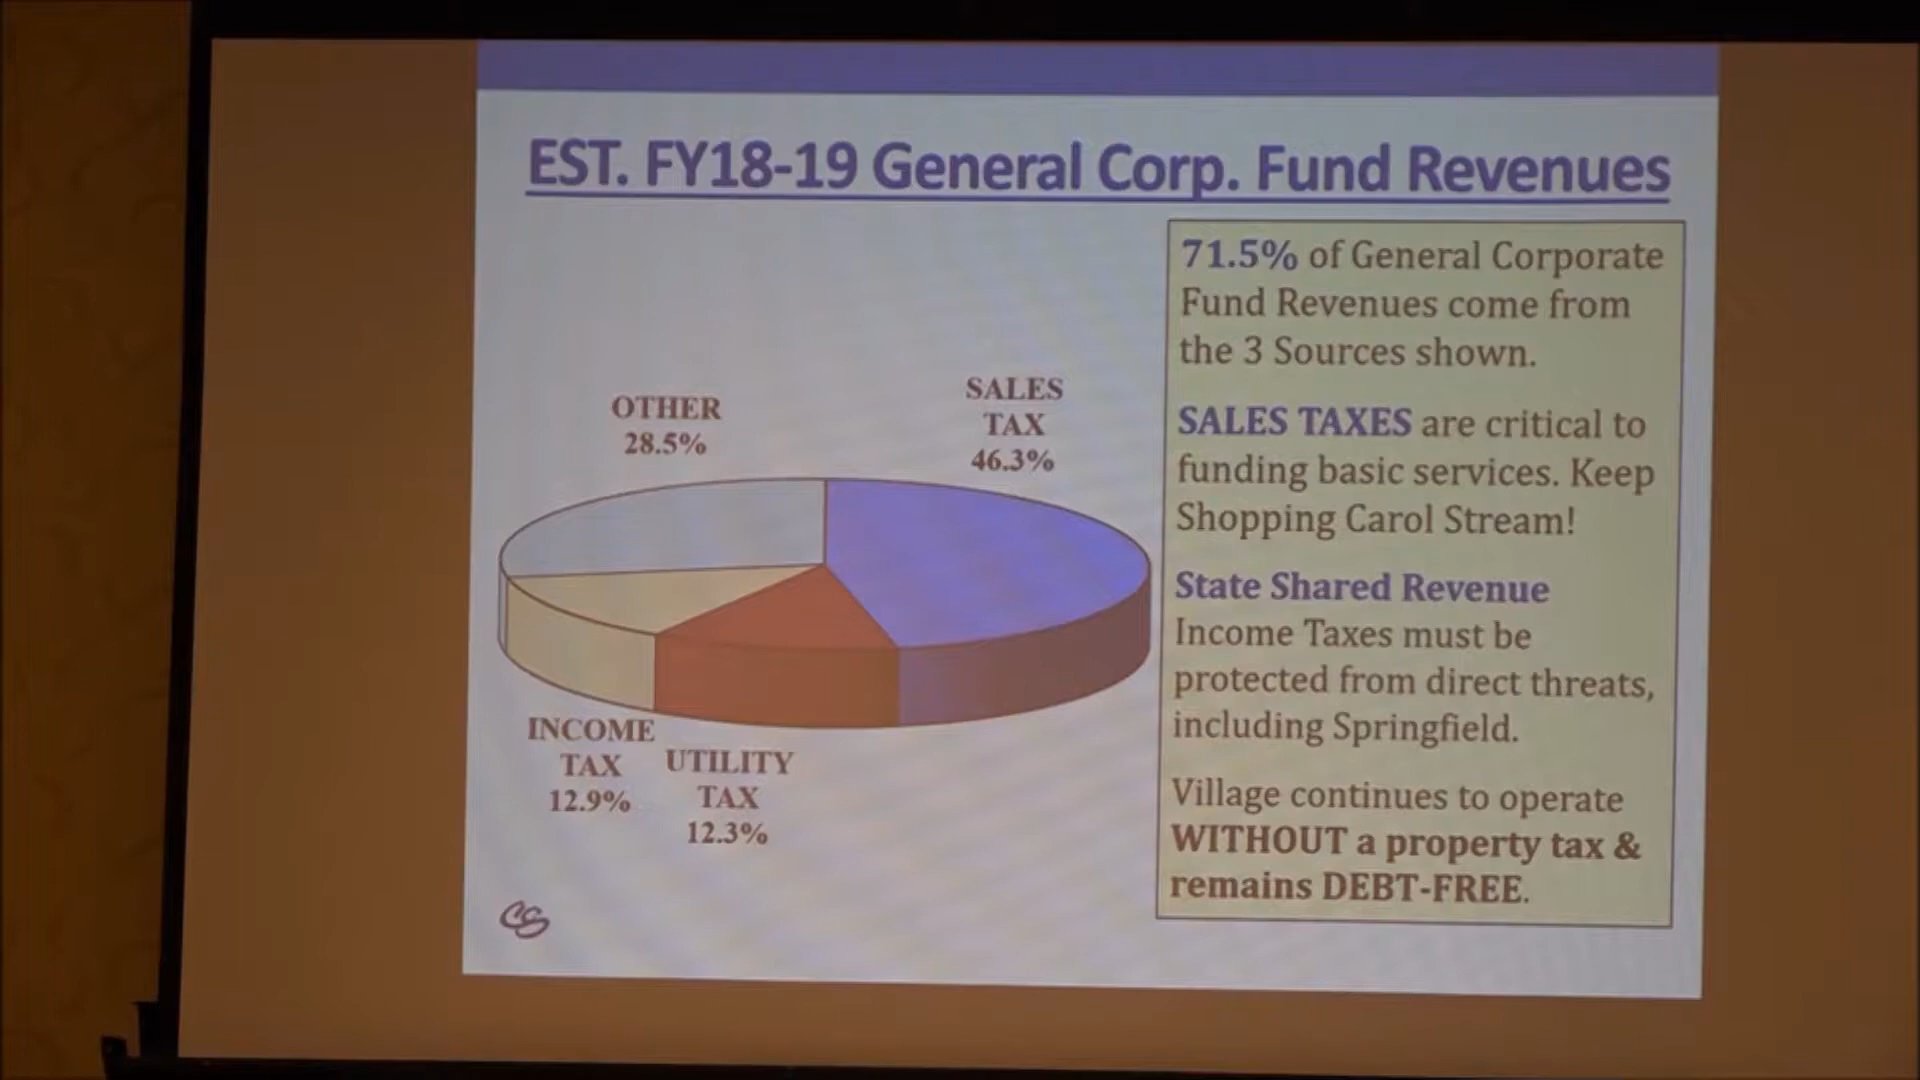 EST. FY18-19 General Corp. Fund Revenues
OTHER
28.5%
SALES
TAX
46.3%
INCOME
TAX
12.9%
UTILITY
TAX
12.3%
71.5% of General Corporate
Fund Revenues come from
the 3 Sources shown.
SALES TAXES are critical to
funding basic services. Keep
Shopping Carol Stream!
State Shared Revenue
Income Taxes must be
protected from direct threats,
including Springfield.
Village continues to operate
WITHOUT a property tax &
remains DEBT-FREE.
CS